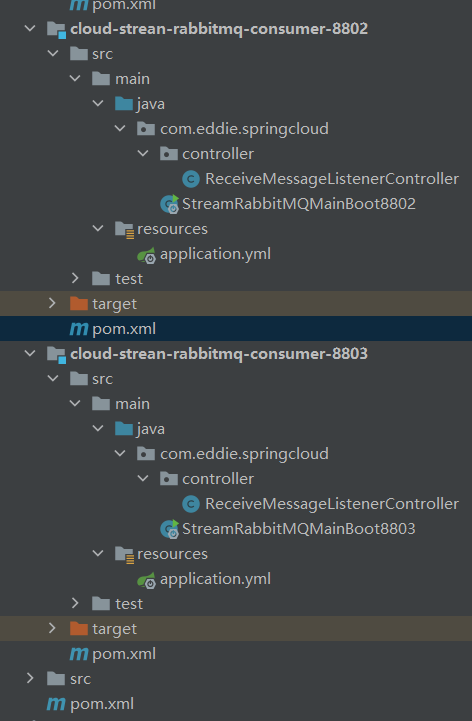 pom.xml
cloud-strean-rabbitmq-consumer-8802
src
main
java
com.eddie.springcloud
controller
ReceiveMessageListenerController
StreamRabbitMQMainBoot8802
resources
application.yml
test
target
pom.xml
cloud-strean-rabbitmq-consumer-8803
src
main
java
com.eddie.springcloud
controller
ReceiveMessageListenerController
StreamRabbitMQMainBoot8803
resources
application.yml
test
target
pom.xml
src
pom.xml